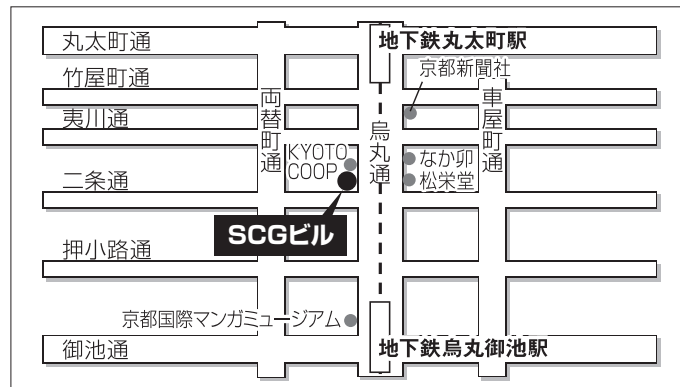 丸太町通
地下鉄丸太町駅
竹屋町通
京都新聞社
夷川通
両替町通
烏丸通
車屋町通
KYOTO
COOP
なか卯
松栄堂
二条通
SCGビル
押小路通
京都国際マンガミュージアム
御池通
地下鉄烏丸御池駅